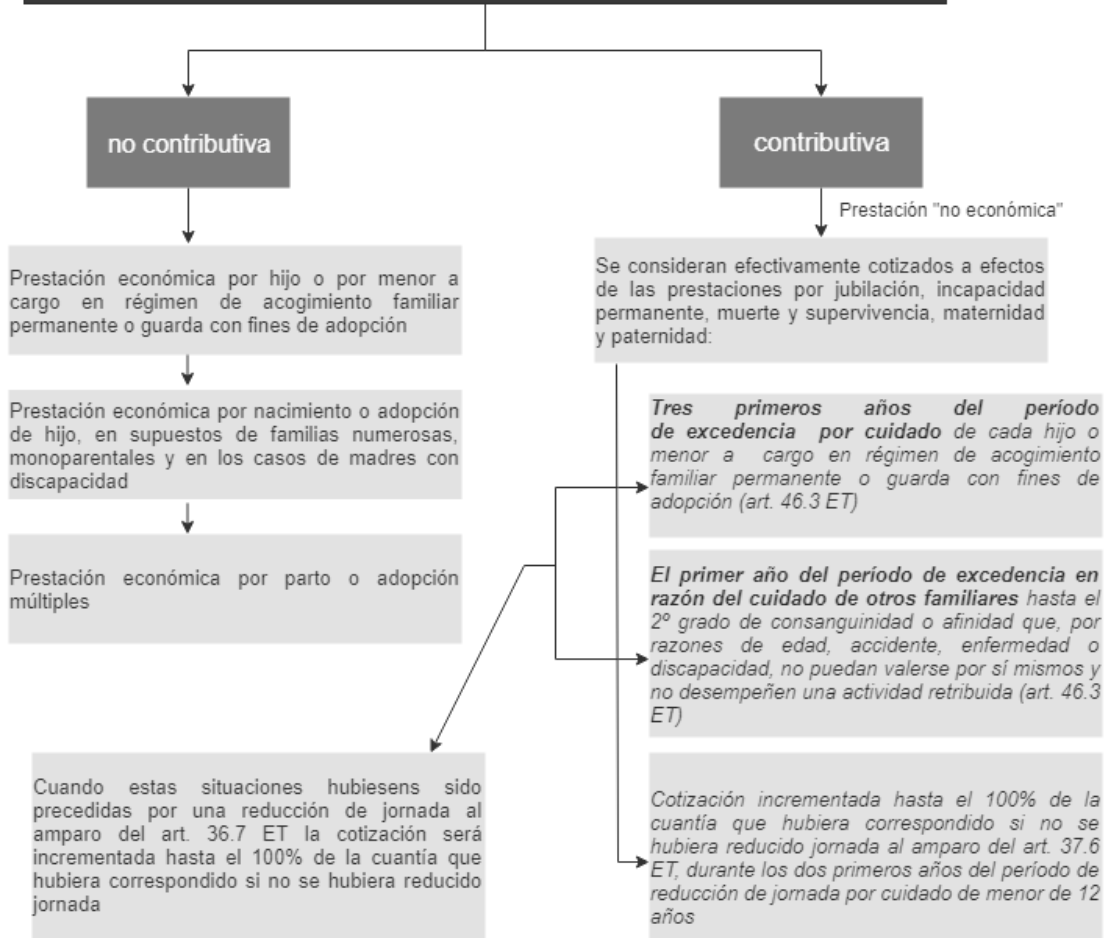 no contributiva
contributiva
Prestación "no económica"
Prestación económica por hijo o por menor a
cargo en régimen de acogimiento familiar
permanente o guarda con fines de adopción
Se consideran efectivamente cotizados a efectos
de las prestaciones por jubilación, incapacidad
permanente, muerte y supervivencia, maternidad
y paternidad:
Prestación económica por nacimiento o adopción
de hijo, en supuestos de familias numerosas,
monoparentales y en los casos de madres con
discapacidad
Tres primeros años del período
de excedencia por cuidado de cada hijo o
menor a cargo en régimen de acogimiento
familiar permanente o guarda con fines de
adopción (art. 46.3 ET)
Prestación económica por parto o adopción
múltiples
El primer año del período de excedencia en
razón del cuidado de otros familiares hasta el
2º grado de consanguinidad o afinidad que, por
razones de edad, accidente, enfermedad o
discapacidad, no puedan valerse por sí mismos y
no desempeñen una actividad retribuida (art. 46.3
ET)
Cuando estas situaciones hubiesens sido
precedidas por una reducción de jornada al
amparo del art. 36.7 ET la cotización será
incrementada hasta el 100% de la cuantía que
hubiera correspondido si no se hubiera reducido
jornada
Cotización incrementada hasta el 100% de la
cuantía que hubiera correspondido si no se
hubiera reducido jornada al amparo del art. 37.6
ET, durante los dos primeros años del período de
reducción de jornada por cuidado de menor de 12
años